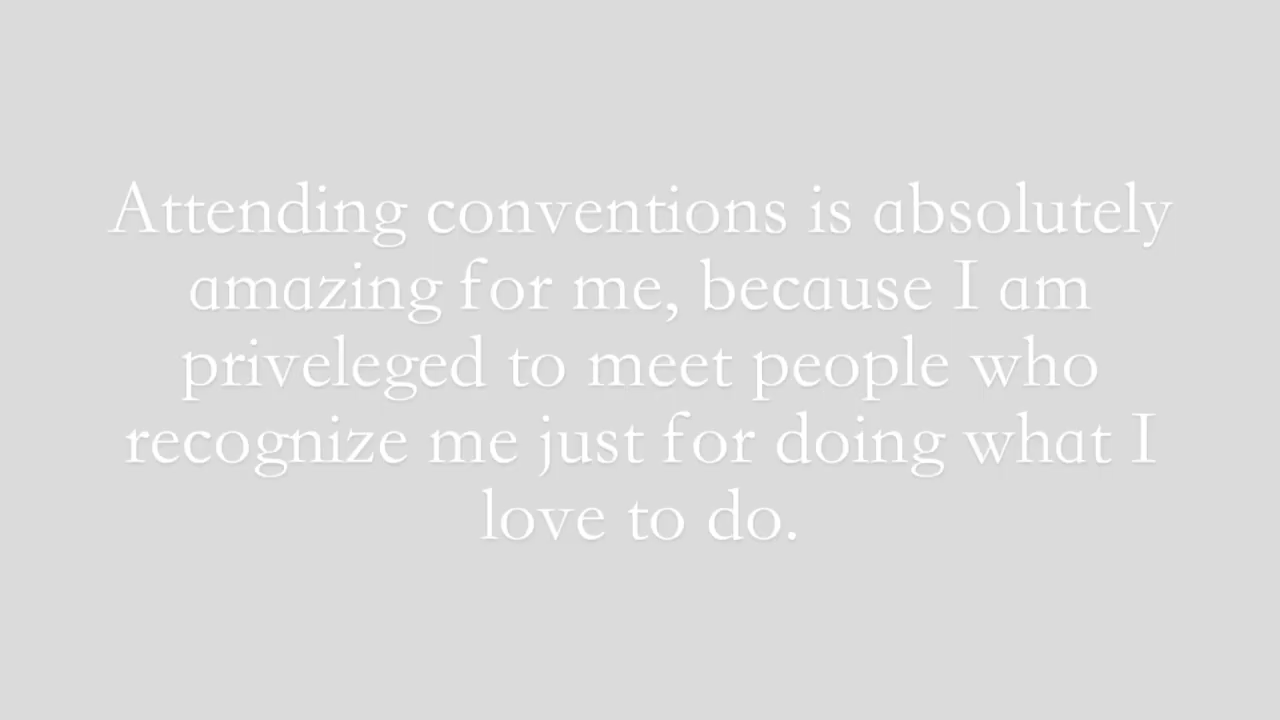 Attending conventions is absolutely
amazing for me, because I am
priveleged to meet people who
recognize me just for doing what I
love to do.